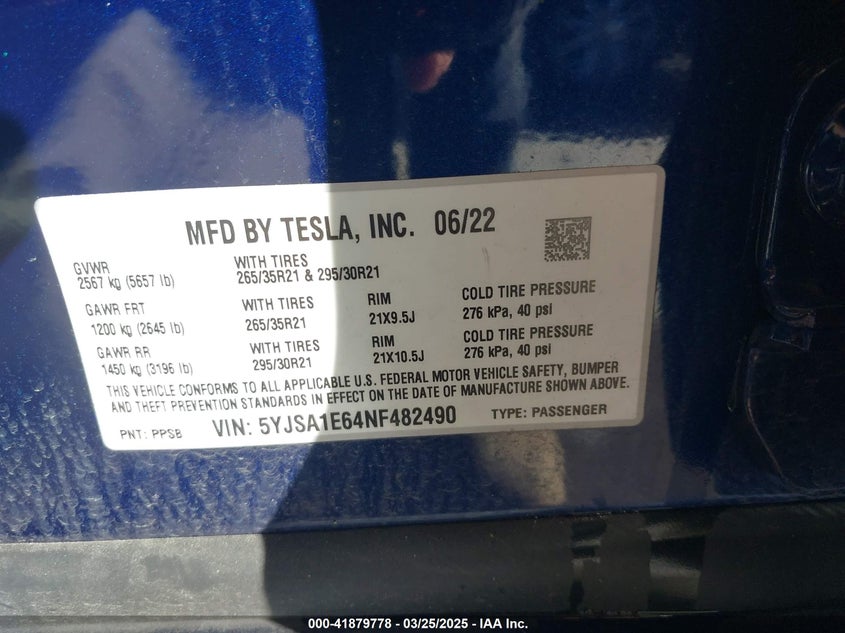 MFD BY TESLA, INC. 06/22
GVWR
2567 kg (5657 lb)
WITH TIRES
265/35R21 & 295/30R21
GAWR FRT
1200 kg (2645 lb)
WITH TIRES
265/35R21
RIM
21X9.5J
COLD TIRE PRESSURE
276 kPa, 40 psi
GAWR RR
1450 kg (3196 lb)
WITH TIRES
295/30R21
RIM
21X10.5J
COLD TIRE PRESSURE
276 kPa, 40 psi
THIS VEHICLE CONFORMS TO ALL APPLICABLE U.S. FEDERAL MOTOR VEHICLE SAFETY, BUMPER
AND THEFT PREVENTION STANDARDS IN EFFECT ON THE DATE OF MANUFACTURE SHOWN ABOVE.
PNT: PPSB VIN: 5YJSA1E64NF482490 TYPE: PASSENGER
000-41879778 - 03/25/2025 - IAA Inc.